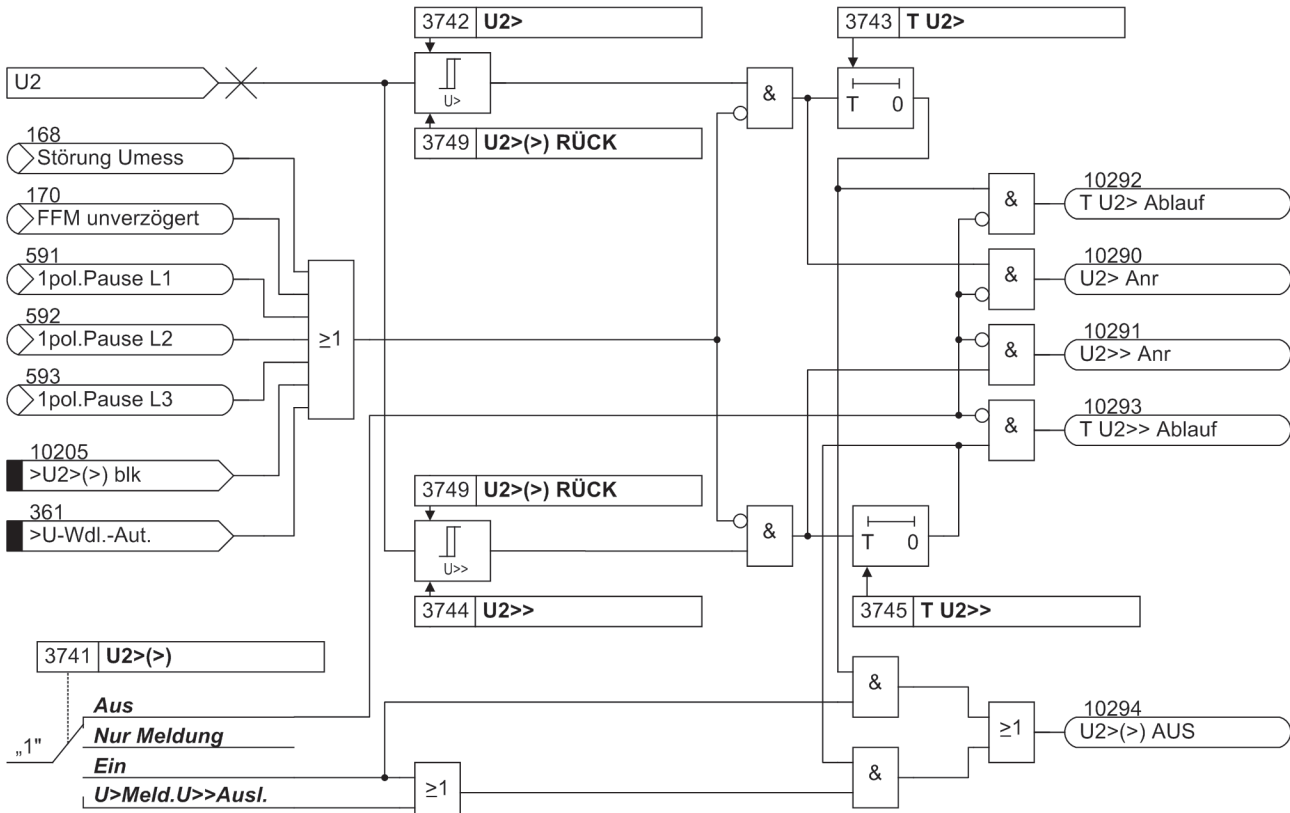 3742 U2>
3743 T U2>
U2
U>
&
T 0
3749 U2>(>) RÜCK
168
Störung Umess
170
FFM unverzögert
591
1pol.Pause L1
592
1pol.Pause L2
593
1pol.Pause L3
10205
>U2>(>) blk
361
>U-Wdl.-Aut.
≥1
&
10292
T U2> Ablauf
&
10290
U2> Anr
&
10291
U2>> Anr
&
10293
T U2>> Ablauf
3749 U2>(>) RÜCK
U>>
&
T 0
3744 U2>>
3745 T U2>>
3741 U2>(>)
„1"
Aus
Nur Meldung
Ein
U>Meld.U>>Ausl.
≥1
&
&
≥1
10294
U2>(>) AUS